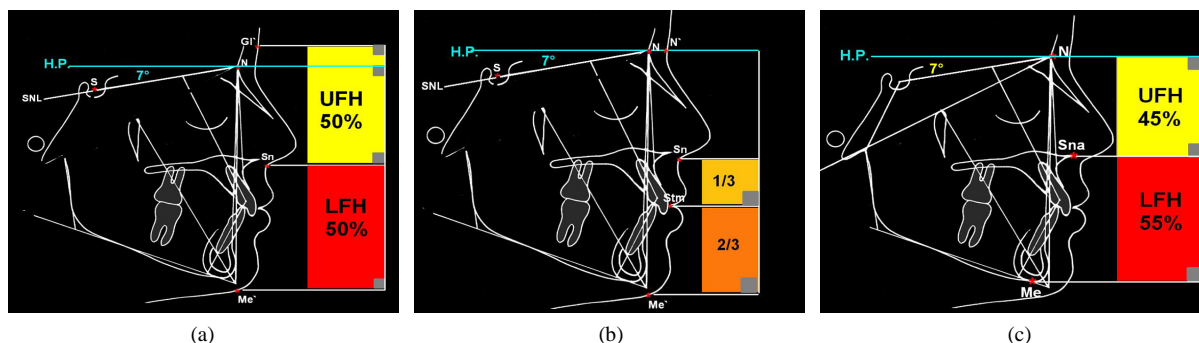 Gl`
H.P.
N
S
7°
SNL
UFH
50%
Sn
LFH
50%
Me`
(a)
N
N`
H.P.
S
7°
SNL
Sn
1/3
Stm
2/3
Me`
(b)
H.P.
N
7°
UFH
45%
Sna
LFH
55%
Me
(c)